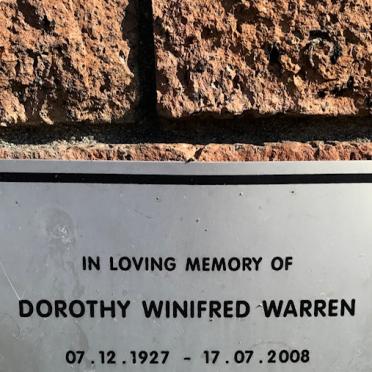 IN LOVING MEMORY OF
DOROTHY WINIFRED WARREN
07.12.1927 - 17.07.2008